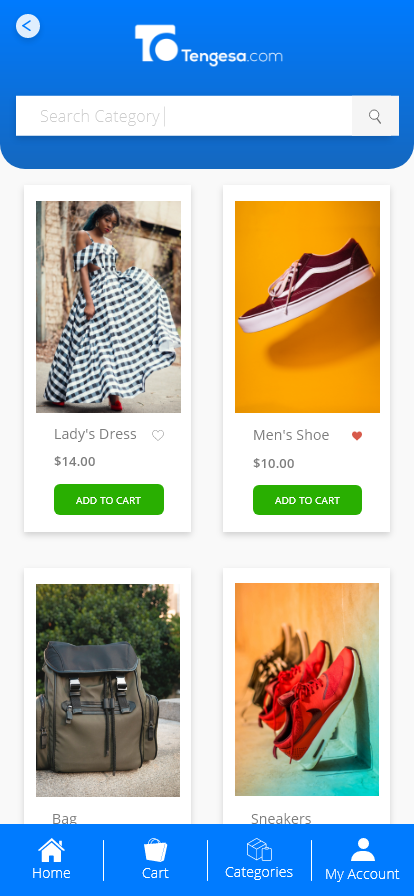 <
TO Tengesa.com
Search Category
Lady's Dress
$14.00
ADD TO CART
Men's Shoe
$10.00
ADD TO CART
Bag
Sneakers
Home
Cart
Categories
My Account